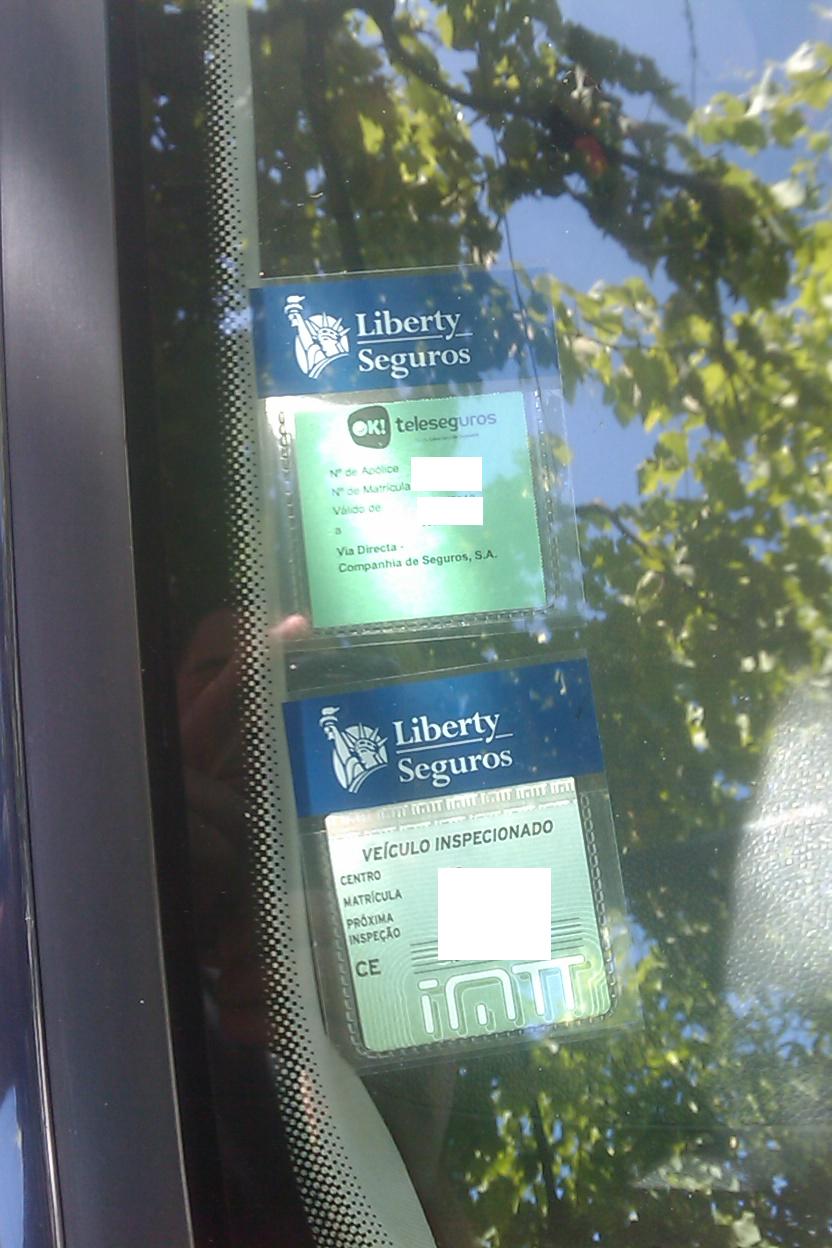 Liberty
Seguros
OK! teleseguros
Nº de Apólice
Nº de Matrícula
Válido de
a
Via Directa -
Companhia de Seguros, S.A.
Liberty
Seguros
VEÍCULO INSPECIONADO
CENTRO
MATRÍCULA
PRÓXIMA
INSPEÇÃO
CE
imtt